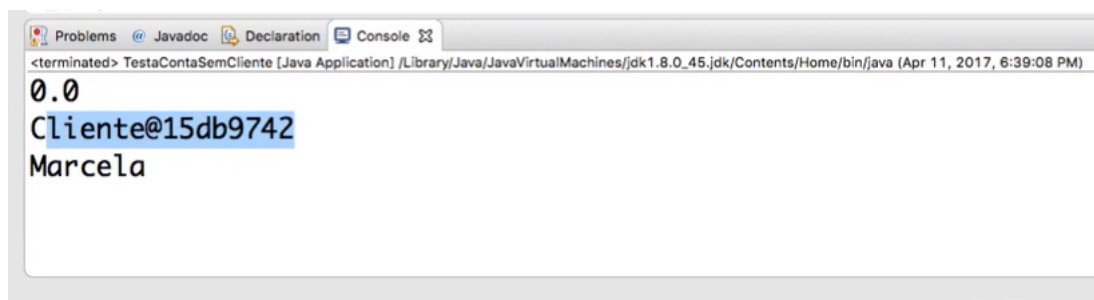 Problems @ Javadoc Declaration Console
<terminated> TestaContaSemCliente [Java Application] /Library/Java/JavaVirtualMachines/jdk1.8.0_45.jdk/Contents/Home/bin/java (Apr 11, 2017, 6:39:08 PM)
0.0
Cliente@15db9742
Marcela